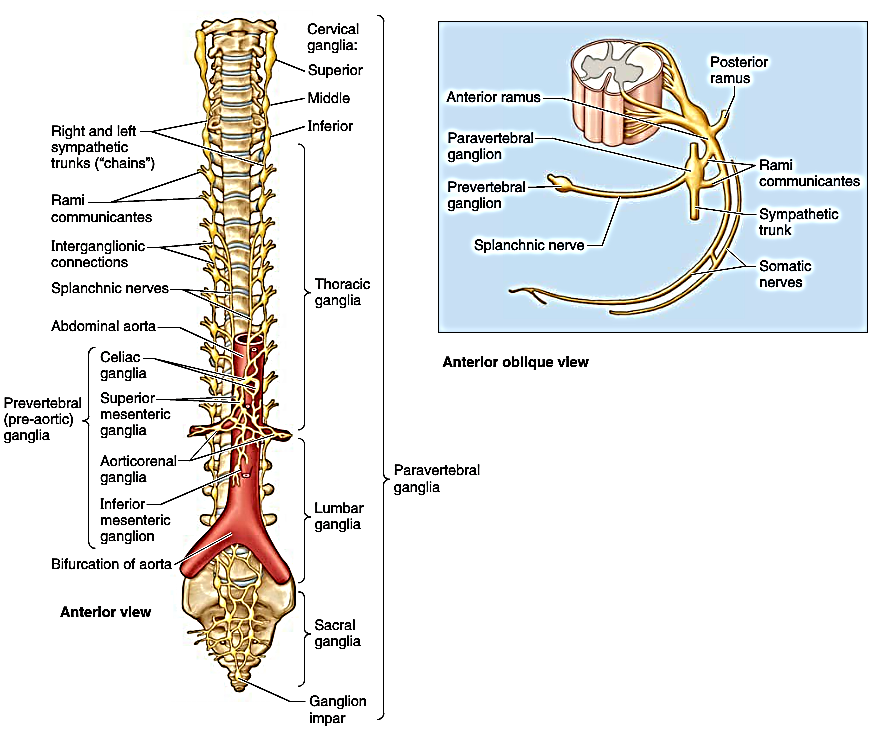 Cervical
ganglia:
Superior
Middle
Inferior
Right and left
sympathetic
trunks (“chains”)
Rami
communicantes
Interganglionic
connections
Splanchnic nerves
Thoracic
ganglia
Abdominal aorta
Celiac
ganglia
Superior
mesenteric
ganglia
Prevertebral
(pre-aortic)
ganglia
Aorticorenal
ganglia
Inferior
mesenteric
ganglion
Bifurcation of aorta
Lumbar
ganglia
Paravertebral
ganglia
Anterior view
Sacral
ganglia
Ganglion
impar
Posterior
ramus
Anterior ramus
Paravertebral
ganglion
Prevertebral
ganglion
Splanchnic nerve
Rami
communicantes
Sympathetic
trunk
Somatic
nerves
Anterior oblique view